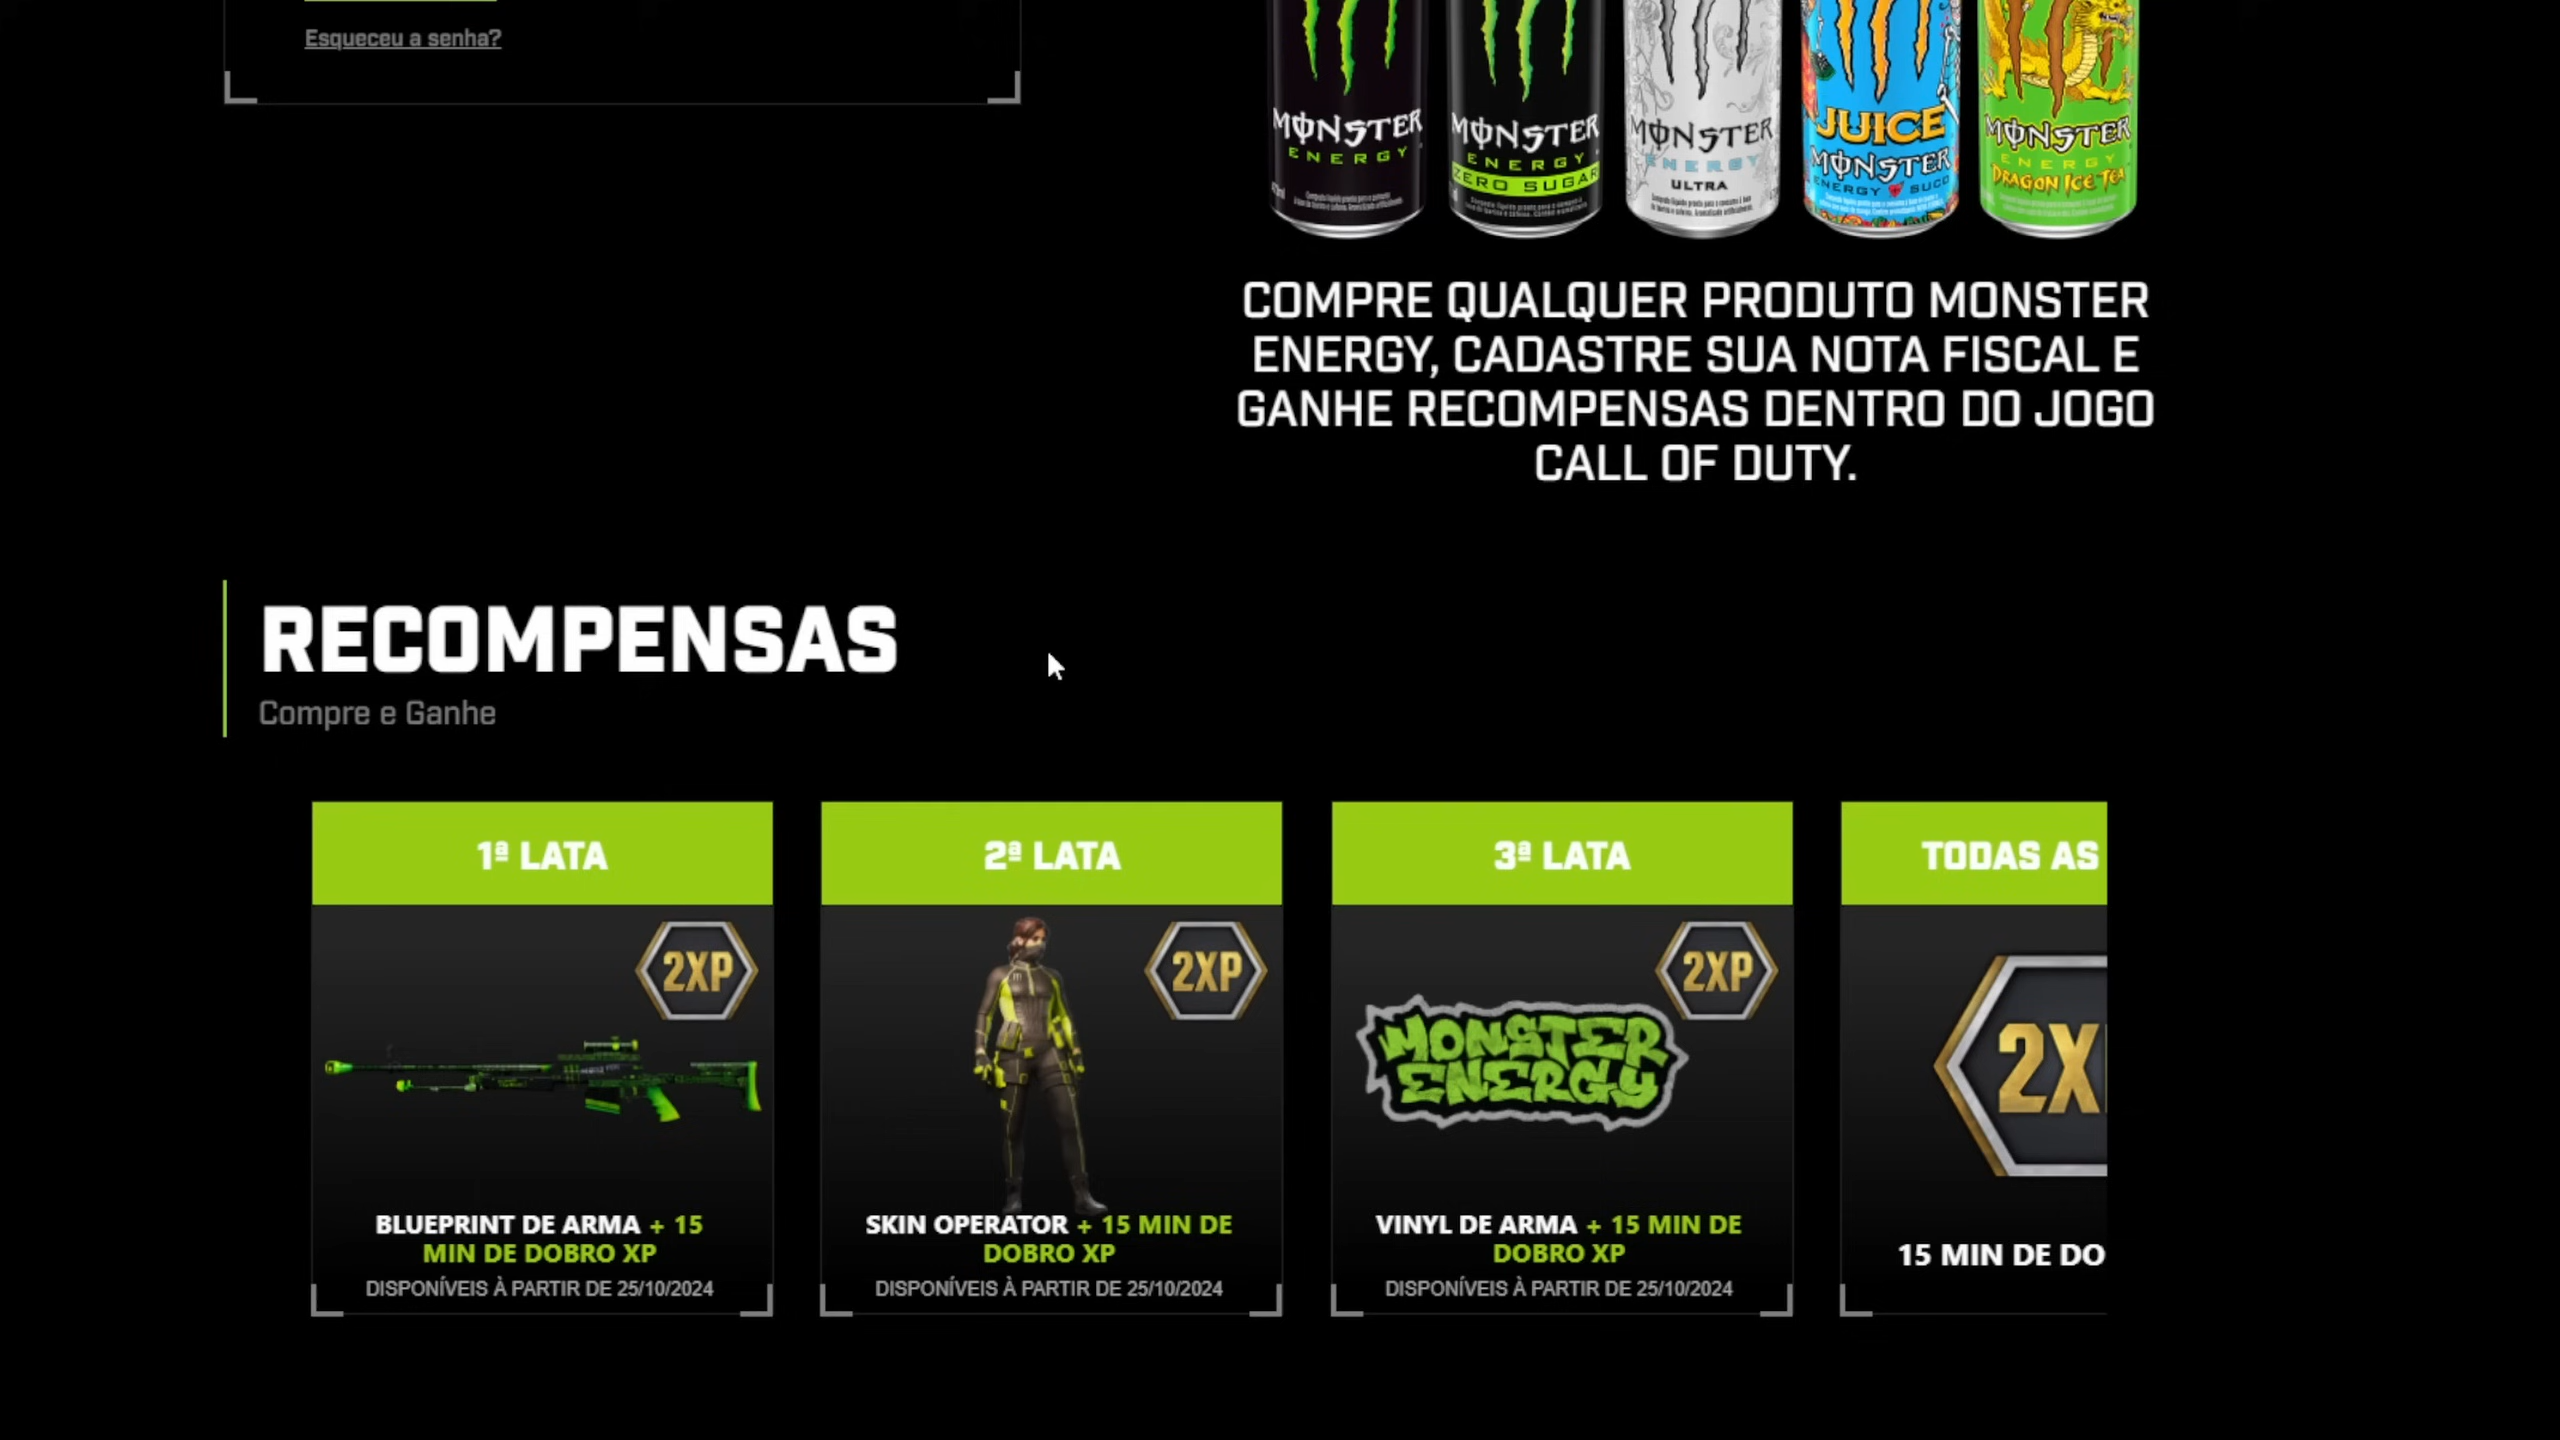 Esqueceu a senha?
MONSTER
ENERGY
MONSTER
ENERGY
ZERO SUGAR
MONSTER
ENERGY
ULTRA
JUICE
MONSTER
ENERGY SUCO
MONSTER
ENERGY
DRAGON ICE TEA
COMPRE QUALQUER PRODUTO MONSTER
ENERGY, CADASTRE SUA NOTA FISCAL E
GANHE RECOMPENSAS DENTRO DO JOGO
CALL OF DUTY.
RECOMPENSAS
Compre e Ganhe
1ª LATA
2XP
BLUEPRINT DE ARMA + 15
MIN DE DOBRO XP
DISPONÍVEIS À PARTIR DE 25/10/2024
2ª LATA
2XP
SKIN OPERATOR + 15 MIN DE
DOBRO XP
DISPONÍVEIS À PARTIR DE 25/10/2024
3ª LATA
2XP
MONSTER
ENERGY
VINYL DE ARMA + 15 MIN DE
DOBRO XP
DISPONÍVEIS À PARTIR DE 25/10/2024
TODAS AS
2X
15 MIN DE DO